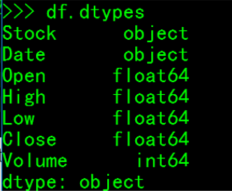 >>> df.dtypes
Stock object
Date object
Open float64
High float64
Low float64
Close float64
Volume int64
dtype: object